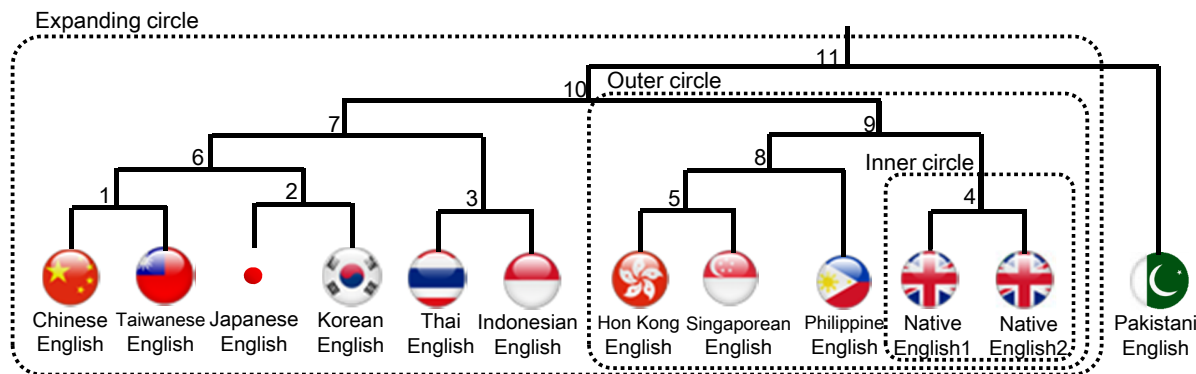 Expanding circle
11
10
Outer circle
7
9
6
8
Inner circle
1
2
3
5
4
Chinese
English
Taiwanese
English
Japanese
English
Korean
English
Thai
English
Indonesian
English
Hon Kong
English
Singaporean
English
Philippine
English
Native
English1
Native
English2
Pakistani
English